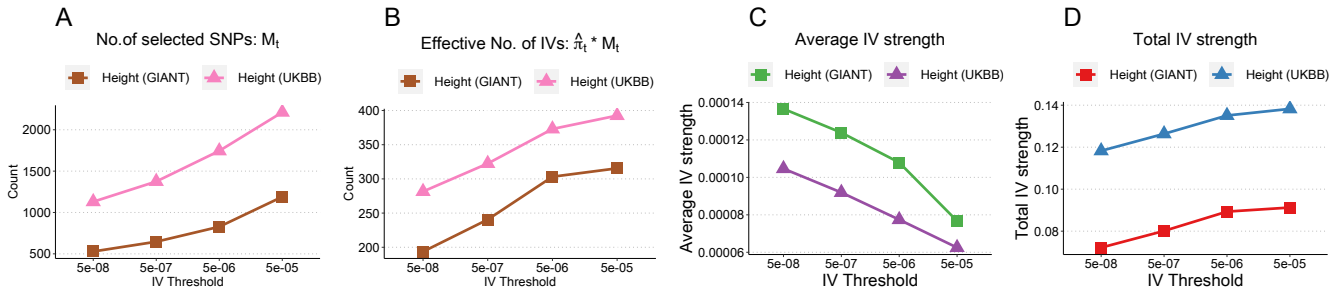 A
No.of selected SNPs: Mt
Height (GIANT) Height (UKBB)
Count
2000
1500
1000
500
5e-08 5e-07 5e-06 5e-05
IV Threshold
B
Effective No. of IVs: π̂t * Mt
Height (GIANT) Height (UKBB)
Count
400
350
300
250
200
5e-08 5e-07 5e-06 5e-05
IV Threshold
C
Average IV strength
Height (GIANT) Height (UKBB)
Average IV strength
0.00014
0.00012
0.00010
0.00008
0.00006
5e-08 5e-07 5e-06 5e-05
IV Threshold
D
Total IV strength
Height (GIANT) Height (UKBB)
Total IV strength
0.14
0.12
0.10
0.08
5e-08 5e-07 5e-06 5e-05
IV Threshold